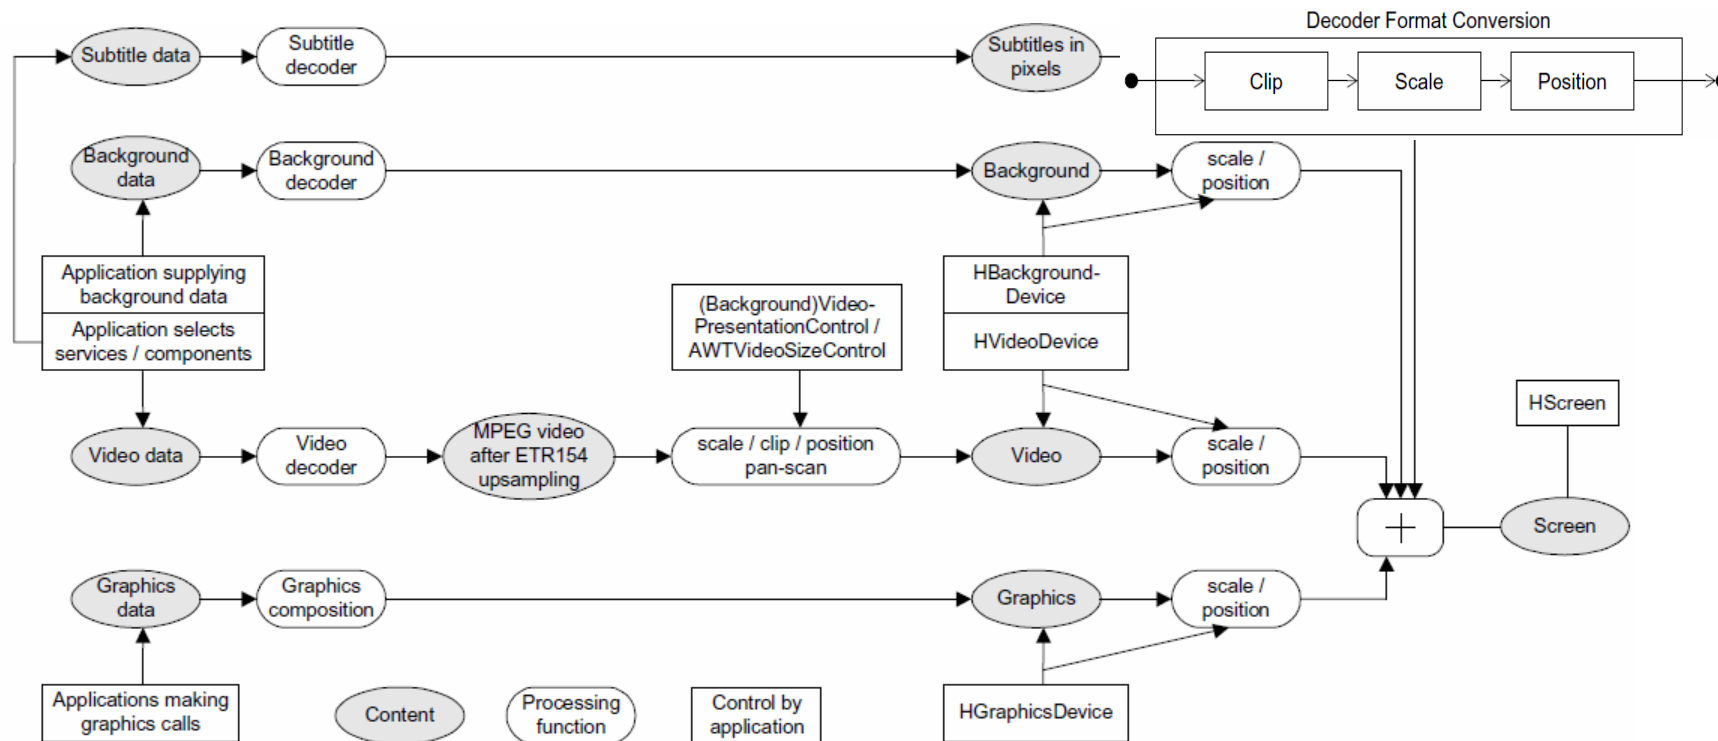 Decoder Format Conversion
Subtitle data
Subtitle
decoder
Subtitles in
pixels
Clip
Scale
Position
Background
data
Background
decoder
Background
scale /
position
Application supplying
background data
Application selects
services / components
(Background)Video-
PresentationControl /
AWTVideoSizeControl
HBackground-
Device
HVideoDevice
HScreen
Video data
Video
decoder
MPEG video
after ETR154
upsampling
scale / clip / position
pan-scan
Video
scale /
position
+
Screen
Graphics
data
Graphics
composition
Graphics
scale /
position
Applications making
graphics calls
Content
Processing
function
Control by
application
HGraphicsDevice